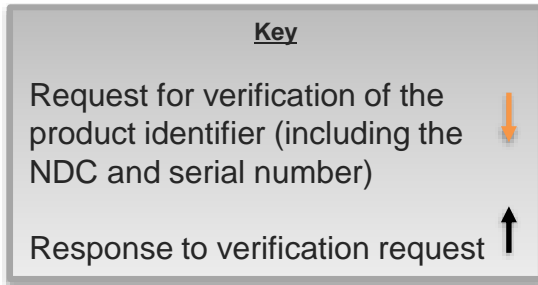 Key
Request for verification of the
product identifier (including the
NDC and serial number)
Response to verification request